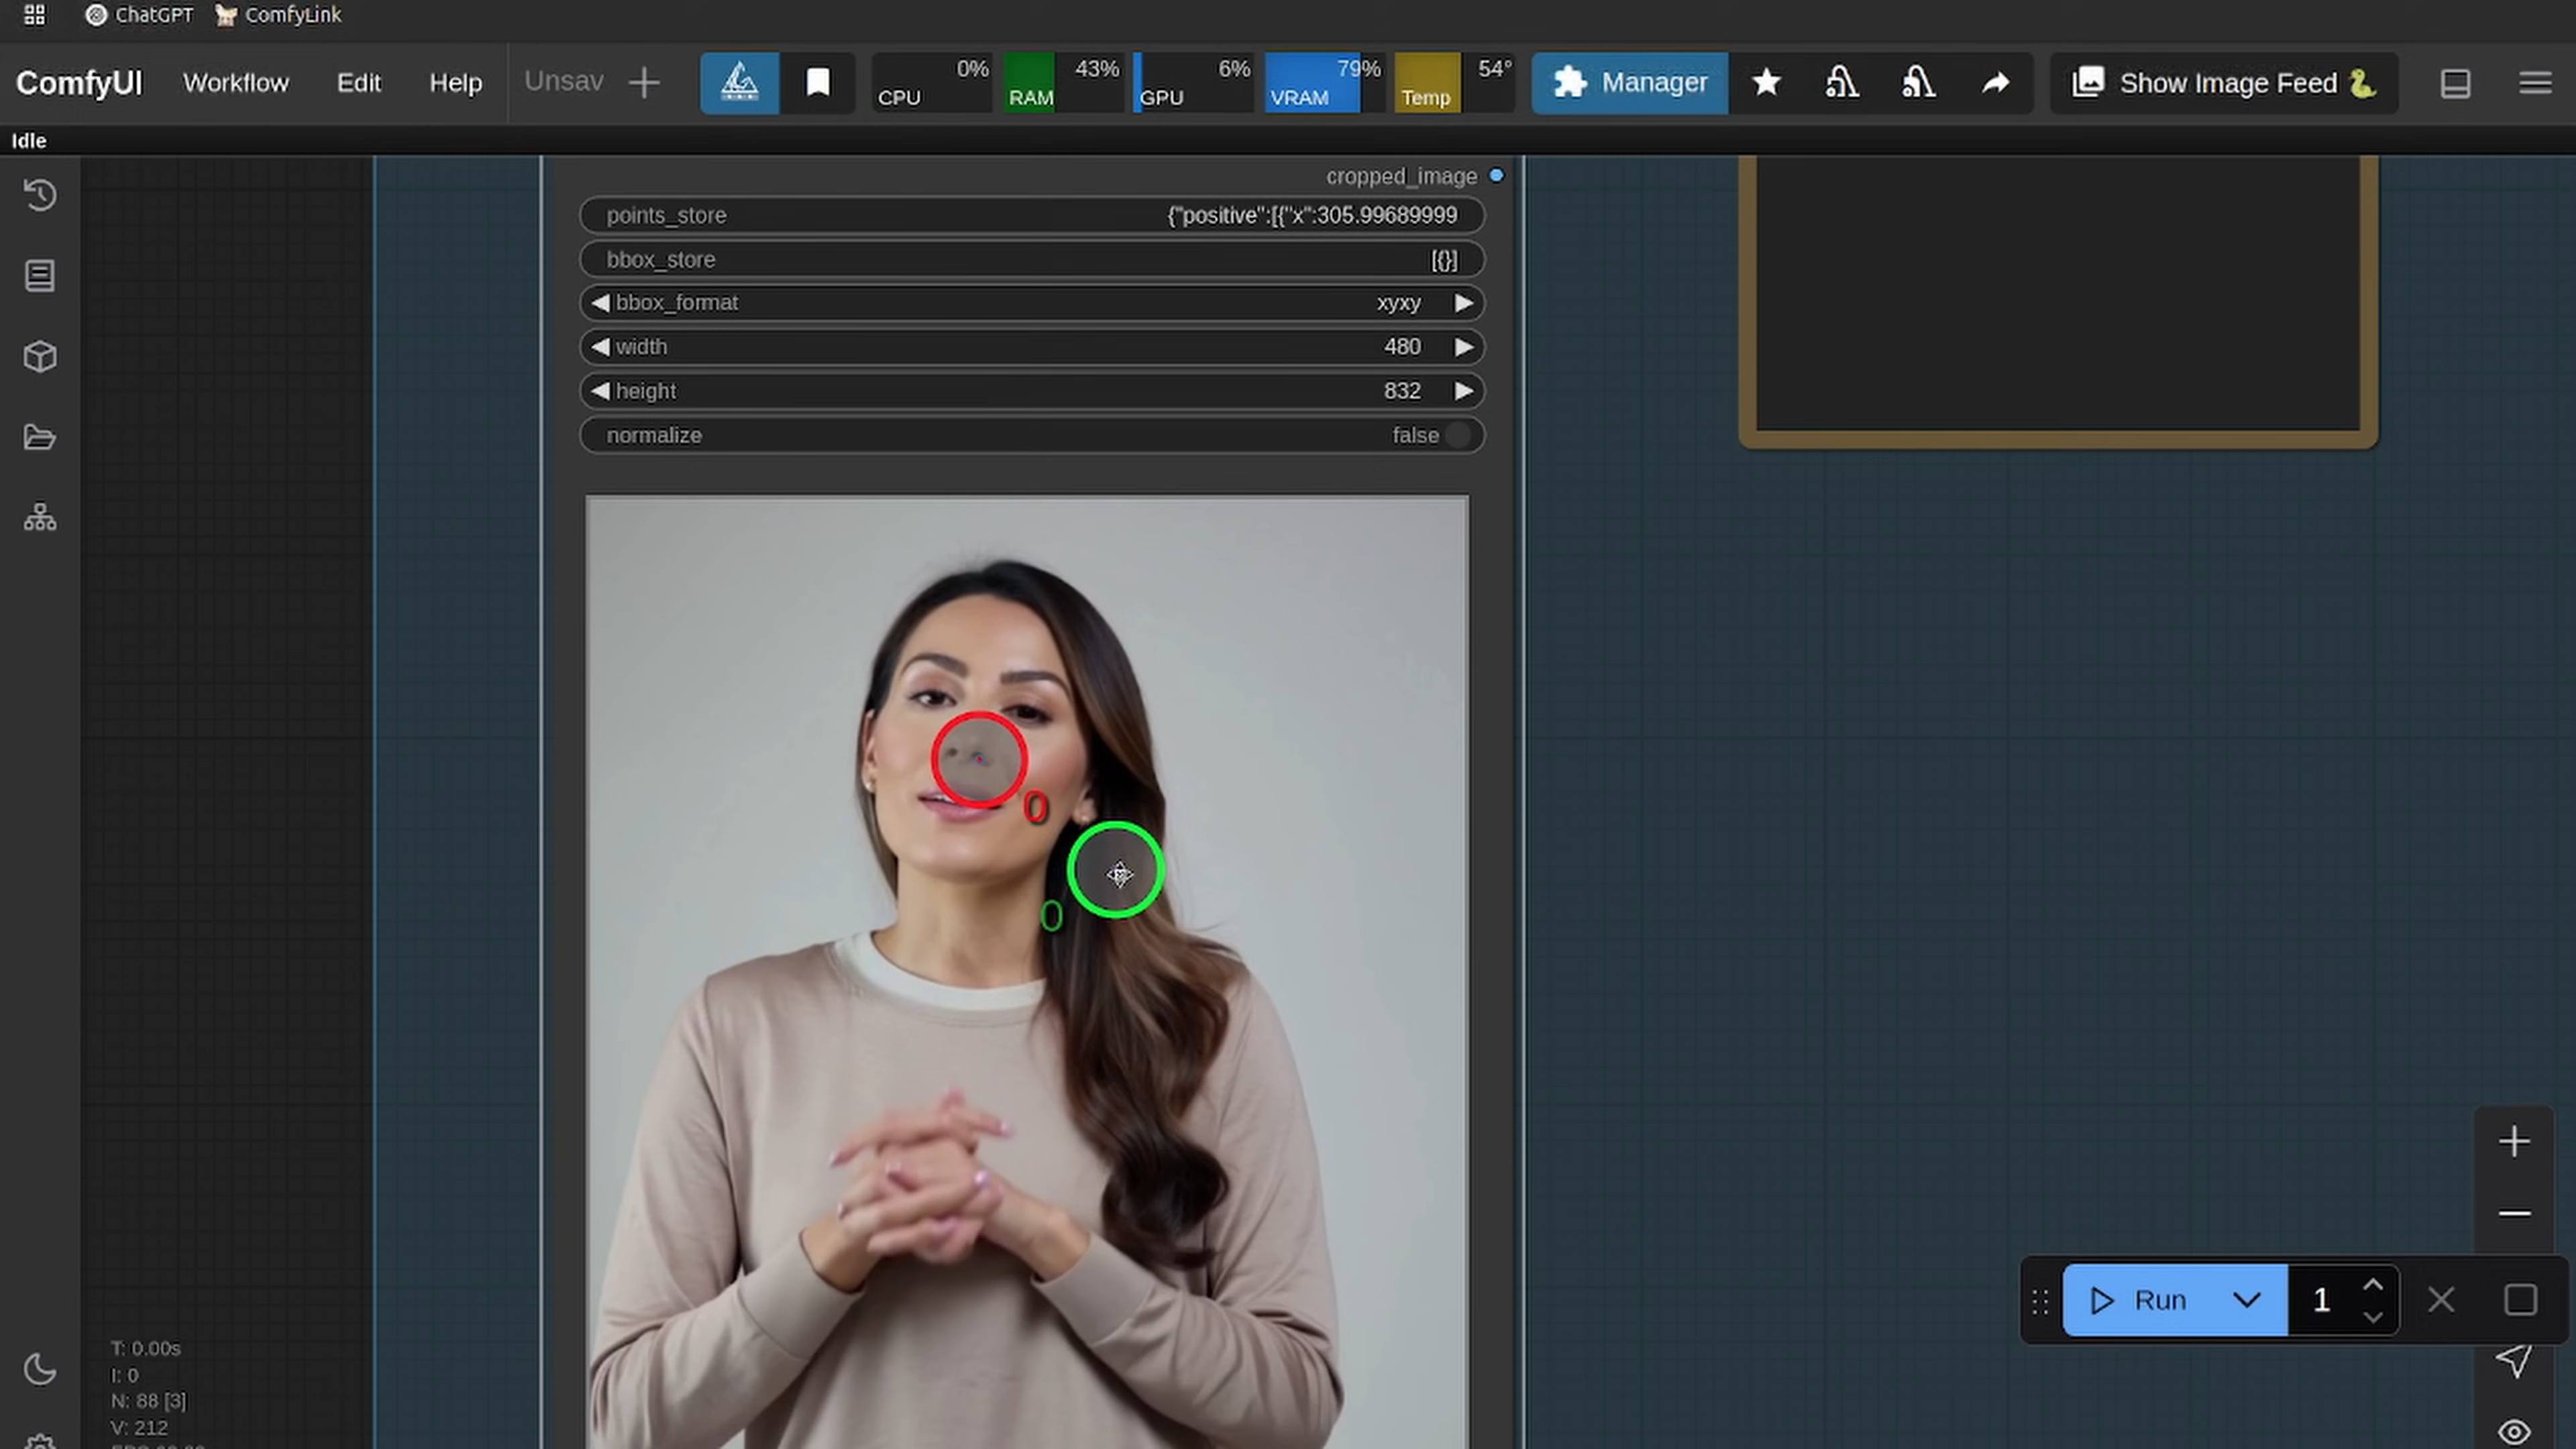 ChatGPT ComfyLink
ComfyUI Workflow Edit Help Unsav
CPU 0% RAM 43% GPU 6% VRAM 79% Temp 54°
Manager Show Image Feed
Idle
cropped_image
points_store {"positive":[{"x":305.99689999
bbox_store [{}]
bbox_format xyxy
width 480
height 832
normalize false
0
0
Run 1
T: 0.00s
I: 0
N: 88 [3]
V: 212